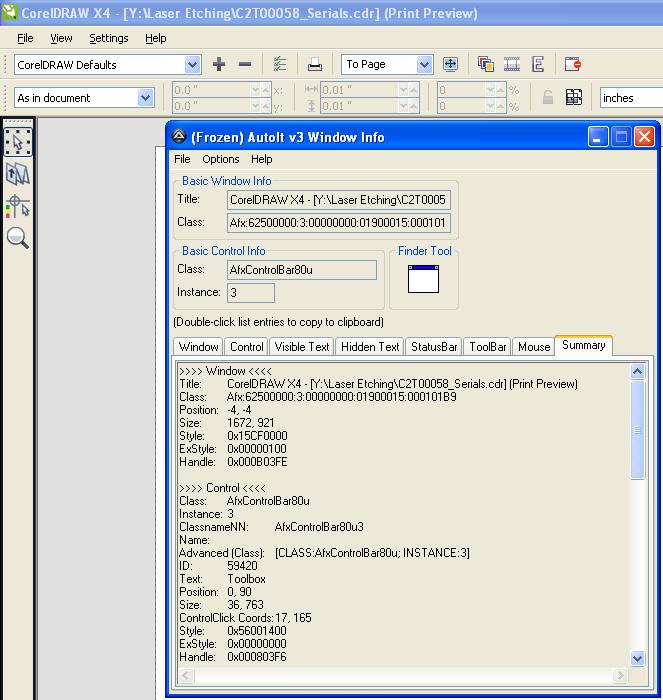 CorelDRAW X4 - [Y:\Laser Etching\C2T00058_Serials.cdr] (Print Preview)
File View Settings Help
CorelDRAW Defaults To Page
As in document 0.0 " x: 0.01 " 0 % inches
0.0 " y: 0.01 " 0 %
(Frozen) AutoIt v3 Window Info
File Options Help
Basic Window Info
Title: CorelDRAW X4 - [Y:\Laser Etching\C2T0005
Class: Afx:62500000:3:00000000:01900015:000101
Basic Control Info Finder Tool
Class: AfxControlBar80u
Instance: 3
(Double-click list entries to copy to clipboard)
Window Control Visible Text Hidden Text StatusBar ToolBar Mouse Summary
>>>> Window <<<<
Title: CorelDRAW X4 - [Y:\Laser Etching\C2T00058_Serials.cdr] (Print Preview)
Class: Afx:62500000:3:00000000:01900015:000101B9
Position: -4, -4
Size: 1672, 921
Style: 0x15CF0000
ExStyle: 0x00000100
Handle: 0x000B03FE
>>>> Control <<<<
Class: AfxControlBar80u
Instance: 3
ClassnameNN: AfxControlBar80u3
Name:
Advanced (Class): [CLASS:AfxControlBar80u; INSTANCE:3]
ID: 59420
Text: Toolbox
Position: 0, 90
Size: 36, 763
ControlClick Coords: 17, 165
Style: 0x56001400
ExStyle: 0x00000000
Handle: 0x000803F6